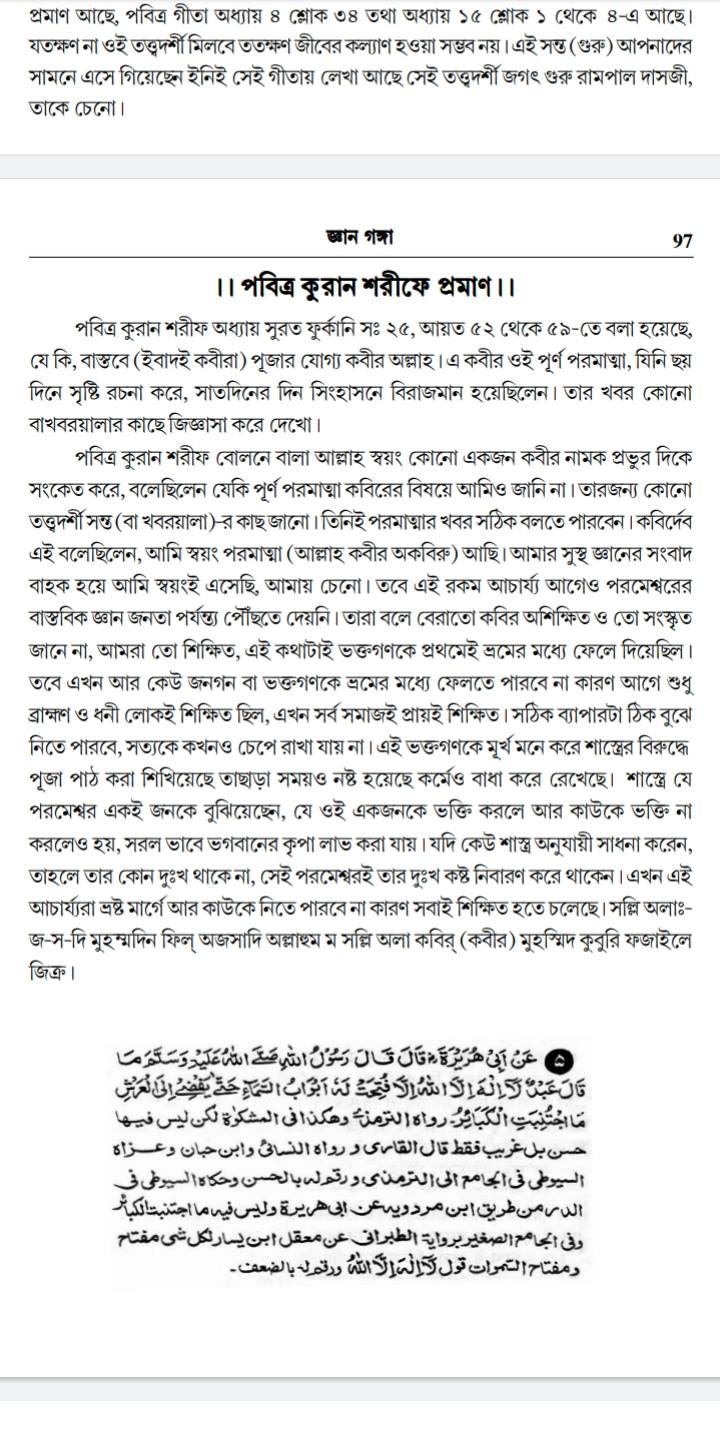 প্রমাণ আছে, পবিত্র গীতা অধ্যায় ৪ শ্লোক ৩৪ তথা অধ্যায় ১৫ শ্লোক ১ থেকে ৪-এ আছে।
যতক্ষণ না ওই তত্ত্বদর্শী মিলবে ততক্ষণ জীবের কল্যাণ হওয়া সম্ভব নয়। এই সন্ত (গুরু) আপনাদের
সামনে এসে গিয়েছেন ইনিই সেই গীতায় লেখা আছে সেই তত্ত্বদর্শী জগৎ গুরু রামপাল দাসজী,
তাকে চেনো।
জ্ঞান গঙ্গা 97
।। পবিত্র কুরান শরীফে প্রমাণ।।
পবিত্র কুরান শরীফ অধ্যায় সুরত ফুর্কানি সঃ ২৫, আয়ত ৫২ থেকে ৫৯-তে বলা হয়েছে,
যে কি, বাস্তবে (ইবাদই কবীরা) পূজার যোগ্য কবীর অল্লাহ। এ কবীর ওই পূর্ণ পরমাত্মা, যিনি ছয়
দিনে সৃষ্টি রচনা করে, সাতদিনের দিন সিংহাসনে বিরাজমান হয়েছিলেন। তার খবর কোনো
বাখবরয়ালার কাছে জিজ্ঞাসা করে দেখো।
পবিত্র কুরান শরীফ বোলনে বালা আল্লাহ স্বয়ং কোনো একজন কবীর নামক প্রভুর দিকে
সংকেত করে, বলেছিলেন যেকি পূর্ণ পরমাত্মা কবিরের বিষয়ে আমিও জানি না। তারজন্য কোনো
তত্ত্বদর্শী সন্ত (বা খবরয়ালা)-র কাছ জানো। তিনিই পরমাত্মার খবর সঠিক বলতে পারবেন। কবির্দেব
এই বলেছিলেন, আমি স্বয়ং পরমাত্মা (আল্লাহ কবীর অকবিরু) আছি। আমার সুস্থ জ্ঞানের সংবাদ
বাহক হয়ে আমি স্বয়ংই এসেছি, আমায় চেনো। তবে এই রকম আচার্য্য আগেও পরমেশ্বরের
বাস্তবিক জ্ঞান জনতা পর্যন্ত্য পৌঁছতে দেয়নি। তারা বলে বেরাতো কবির অশিক্ষিত ও তো সংস্কৃত
জানে না, আমরা তো শিক্ষিত, এই কথাটাই ভক্তগণকে প্রথমেই ভ্রমের মধ্যে ফেলে দিয়েছিল।
তবে এখন আর কেউ জনগন বা ভক্তগণকে ভ্রমের মধ্যে ফেলতে পারবে না কারণ আগে শুধু
ব্রাহ্মণ ও ধনী লোকই শিক্ষিত ছিল, এখন সর্ব সমাজই প্রায়ই শিক্ষিত। সঠিক ব্যাপারটা ঠিক বুঝে
নিতে পারবে, সত্যকে কখনও চেপে রাখা যায় না। এই ভক্তগণকে মূর্খ মনে করে শাস্ত্রের বিরুদ্ধে
পূজা পাঠ করা শিখিয়েছে তাছাড়া সময়ও নষ্ট হয়েছে কর্মেও বাধা করে রেখেছে। শাস্ত্রে যে
পরমেশ্বর একই জনকে বুঝিয়েছেন, যে ওই একজনকে ভক্তি করলে আর কাউকে ভক্তি না
করলেও হয়, সরল ভাবে ভগবানের কৃপা লাভ করা যায়। যদি কেউ শাস্ত্র অনুযায়ী সাধনা করেন,
তাহলে তার কোন দুঃখ থাকে না, সেই পরমেশ্বরই তার দুঃখ কষ্ট নিবারণ করে থাকেন। এখন এই
আচার্য্যরা ভ্রষ্ট মার্গে আর কাউকে নিতে পারবে না কারণ সবাই শিক্ষিত হতে চলেছে। সল্লি অলাঃ-
জ-স-দি মুহম্মদিন ফিল্ অজসাদি অল্লাহুম ম সল্লি অলা কবির্ (কবীর) মুহস্মিদ কুবুরি ফজাইলে
জিক্র।
۵ عَنْ اَبِيْ هُرَيْرَةَ قَالَ قَالَ رَسُوْلُ اللهِ صَلَّى اللهُ عَلَيْهِ وَسَلَّمَ مَا
قَالَ عَبْدٌ لَّا اِلٰهَ اِلَّا اللهُ اِلَّا فُتِحَتْ لَهُ اَبْوَابُ السَّمَاءِ حَتّٰى يُفْضِيَ اِلَى الْعَرْشِ
مَا اجْتُنِبَتِ الْكَبَائِرُ رواه الترمذي وهكذا في المشكوة لكن ليس فيها
حسن بل غريب فقط قال القاري و رواه النسائي وابن حبان وعزاه
السيوطي في الجامع الى الترمذي و رقم له بالحسن وحكاه السيوطي في
الدر من طريق ابن مردويه عن ابي هريرة وليس فيه ما اجتنبت الكبائر
وفي الجامع الصغير برواية الطبراني عن معقل ابن يسار لكل شئ مفتاح
ومفتاح السموات قول لَآ اِلٰهَ اِلَّا اللهُ ورقم له بالضعف۔